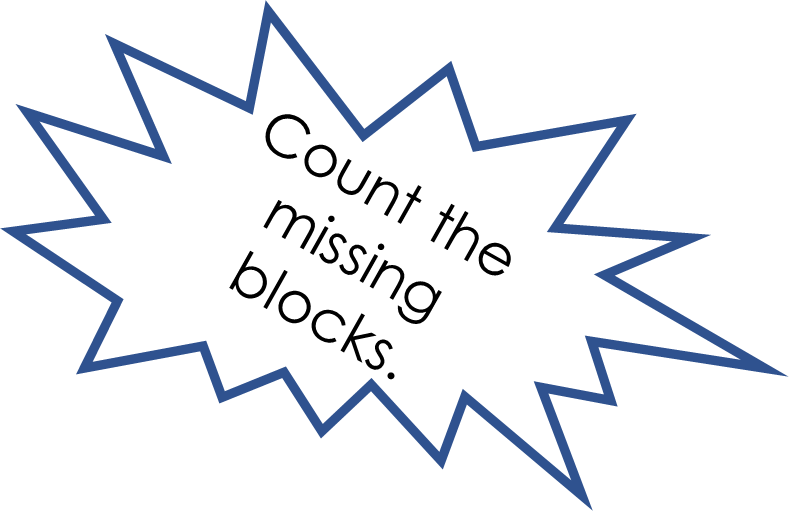 Count the
missing
blocks.